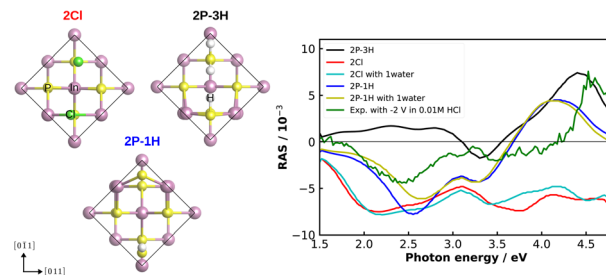 2Cl
2P-3H
P
In
Cl
H
2P-1H
[01̄1]
[011]
RAS / 10⁻³
10
5
0
−5
−10
2P-3H
2Cl
2Cl with 1water
2P-1H
2P-1H with 1water
Exp. with -2 V in 0.01M HCl
1.5 2.0 2.5 3.0 3.5 4.0 4.5
Photon energy / eV